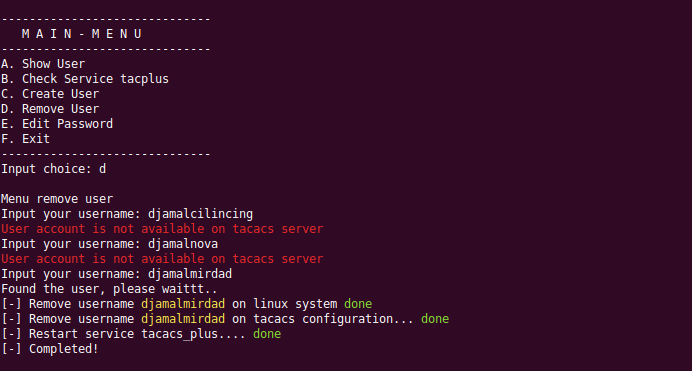 ------------------------------
M A I N - M E N U
------------------------------
A. Show User
B. Check Service tacplus
C. Create User
D. Remove User
E. Edit Password
F. Exit
------------------------------
Input choice: d
Menu remove user
Input your username: djamalcilincing
User account is not available on tacacs server
Input your username: djamalnova
User account is not available on tacacs server
Input your username: djamalmirdad
Found the user, please waittt..
[-] Remove username djamalmirdad on linux system done
[-] Remove username djamalmirdad on tacacs configuration... done
[-] Restart service tacacs_plus.... done
[-] Completed!